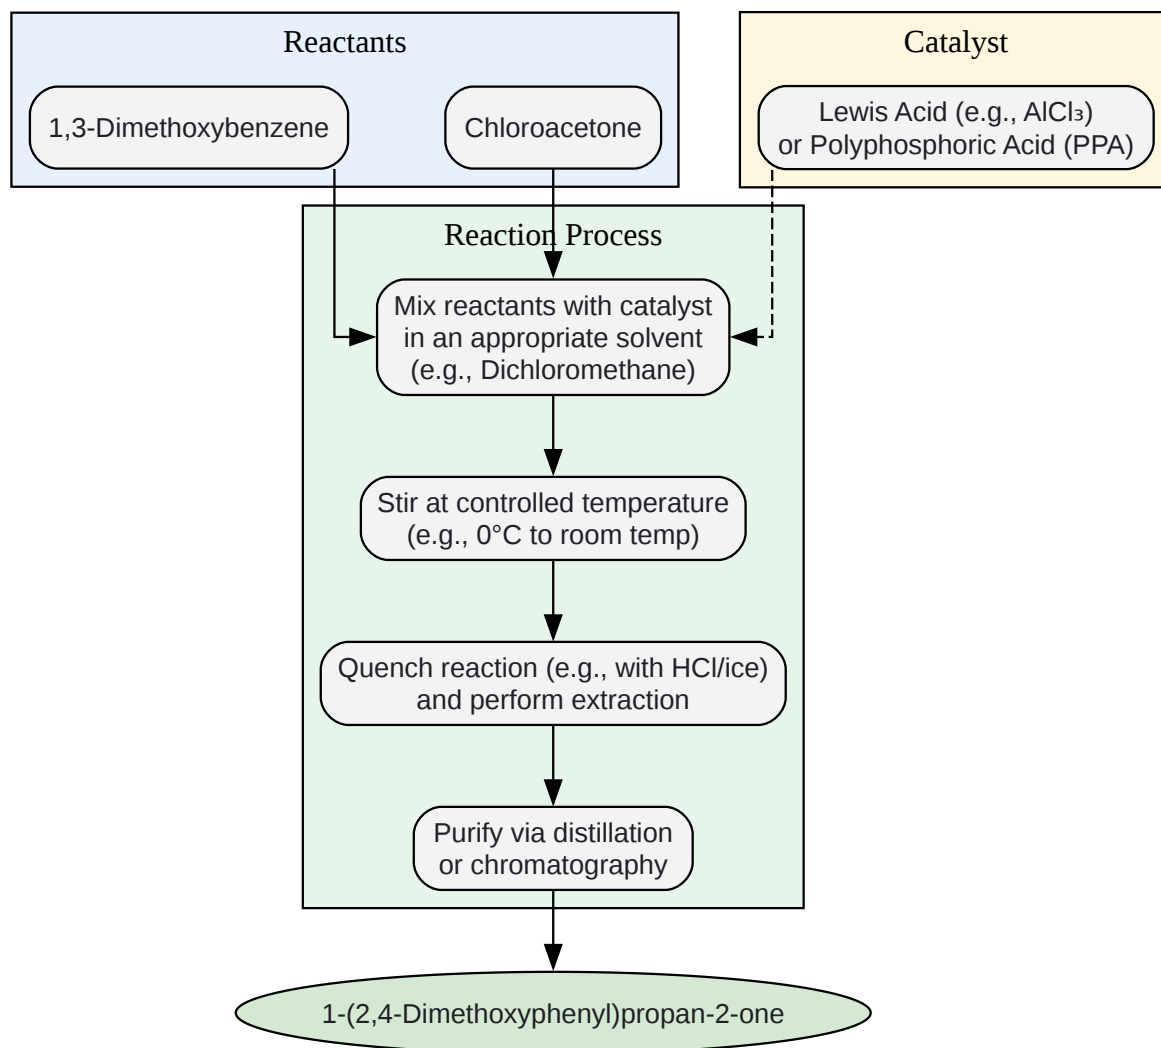 Reactants
Catalyst
1,3-Dimethoxybenzene
Chloroacetone
Lewis Acid (e.g., AlCl₃)
or Polyphosphoric Acid (PPA)
Reaction Process
Mix reactants with catalyst
in an appropriate solvent
(e.g., Dichloromethane)
Stir at controlled temperature
(e.g., 0°C to room temp)
Quench reaction (e.g., with HCl/ice)
and perform extraction
Purify via distillation
or chromatography
1-(2,4-Dimethoxyphenyl)propan-2-one